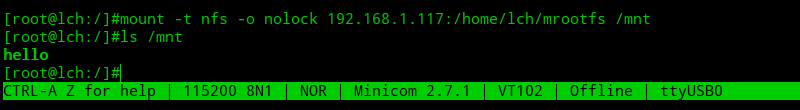 [root@lch:/]#mount -t nfs -o nolock 192.168.1.117:/home/lch/mrootfs /mnt
[root@lch:/]#ls /mnt
hello
[root@lch:/]#
CTRL-A Z for help | 115200 8N1 | NOR | Minicom 2.7.1 | VT102 | Offline | ttyUSB0